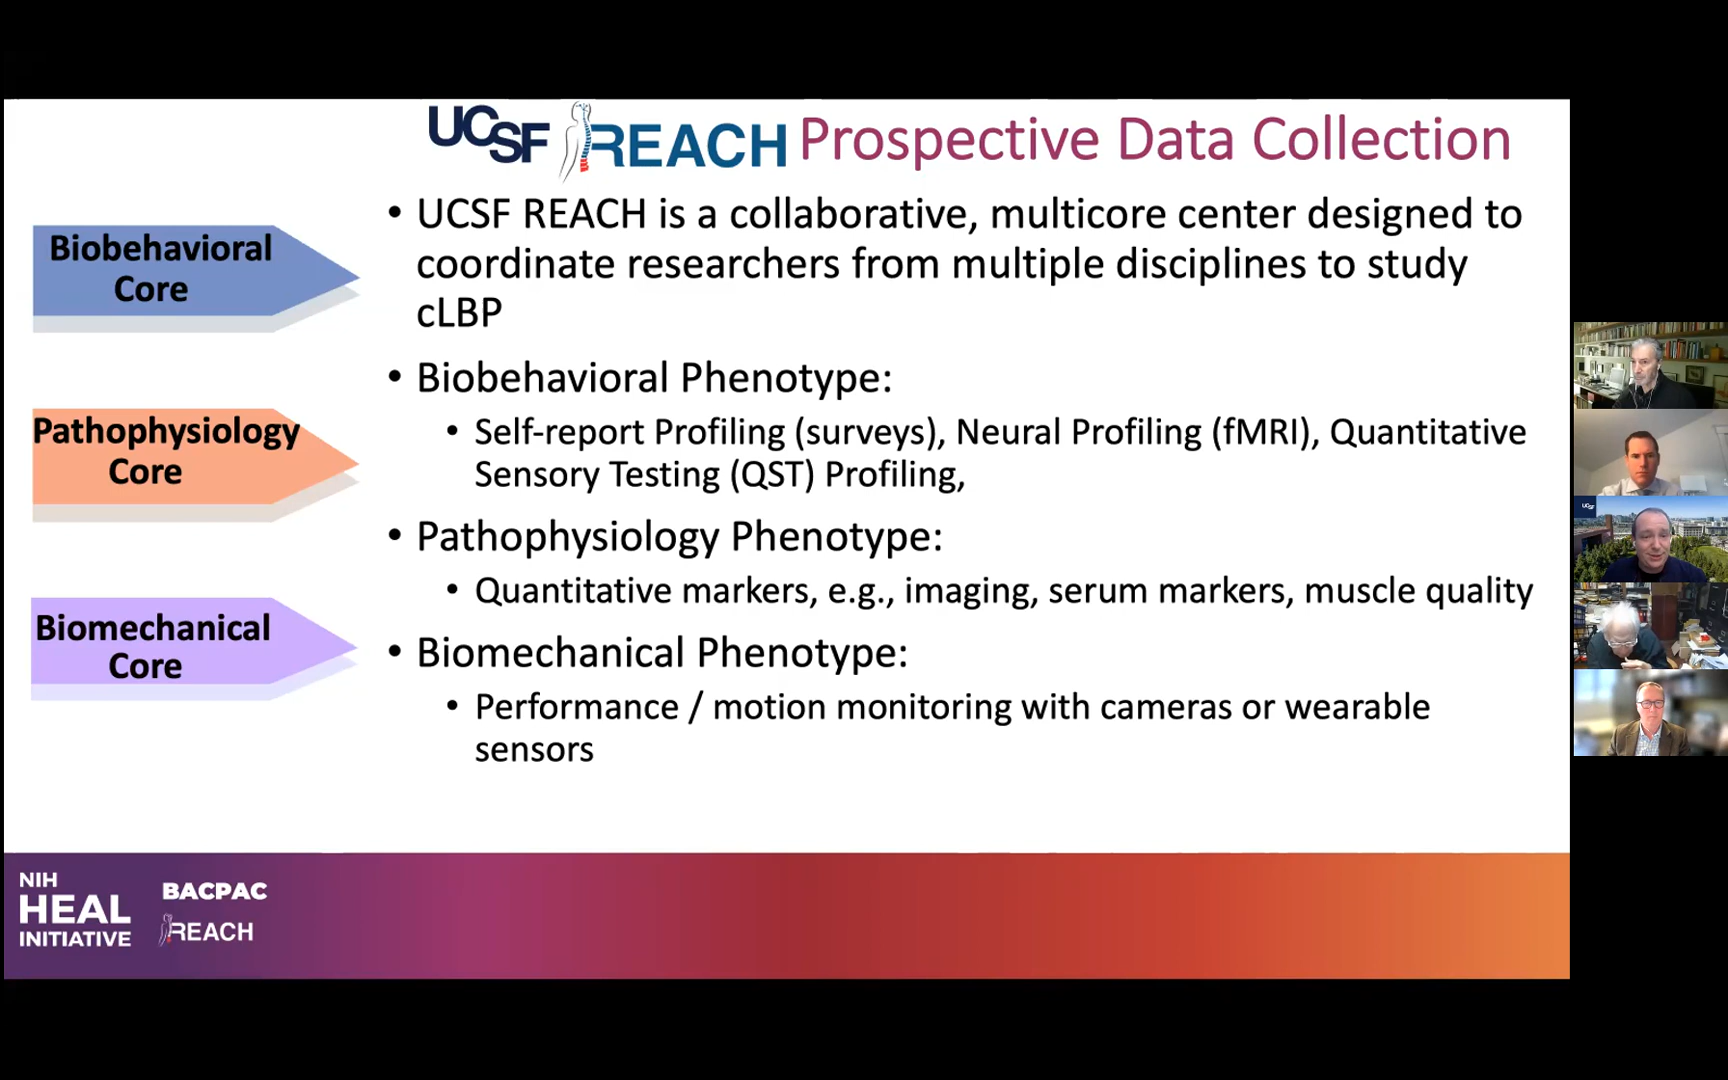 UCSF REACH Prospective Data Collection
Biobehavioral
Core
Pathophysiology
Core
Biomechanical
Core
• UCSF REACH is a collaborative, multicore center designed to
coordinate researchers from multiple disciplines to study
cLBP
• Biobehavioral Phenotype:
• Self-report Profiling (surveys), Neural Profiling (fMRI), Quantitative
Sensory Testing (QST) Profiling,
• Pathophysiology Phenotype:
• Quantitative markers, e.g., imaging, serum markers, muscle quality
• Biomechanical Phenotype:
• Performance / motion monitoring with cameras or wearable
sensors
NIH
HEAL
INITIATIVE
BACPAC
REACH
UCSF